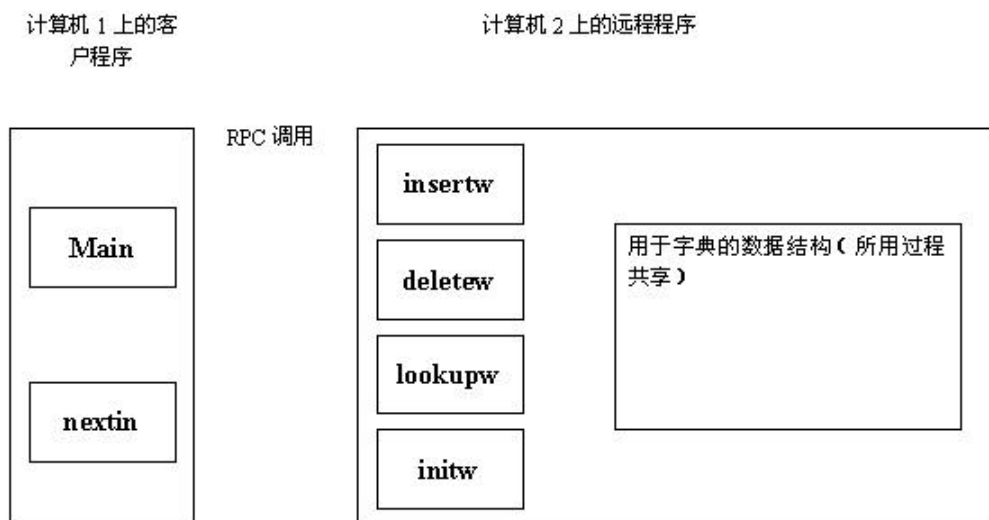 计算机 1 上的客
户程序
计算机 2 上的远程程序
RPC 调用
Main
nextin
insertw
deletew
lookupw
initw
用于字典的数据结构（所用过程
共享）